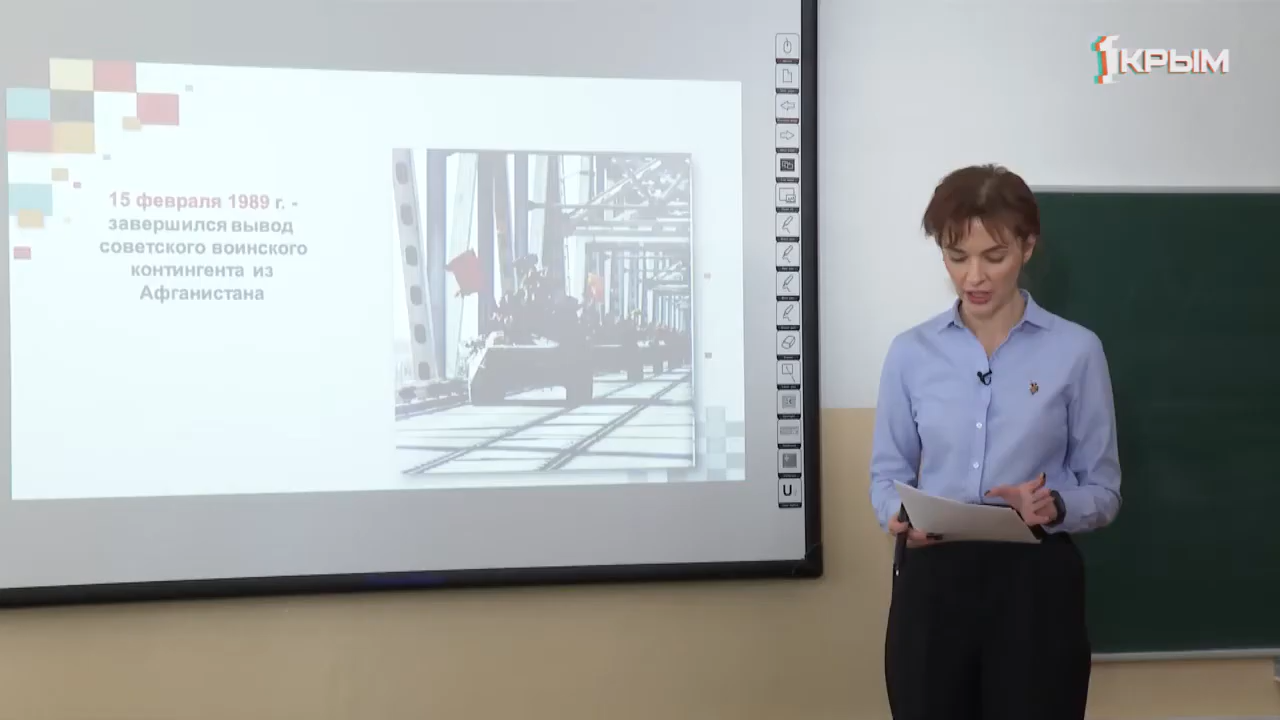 1КРЫМ
15 февраля 1989 г. -
завершился вывод
советского воинского
контингента из
Афганистана
U